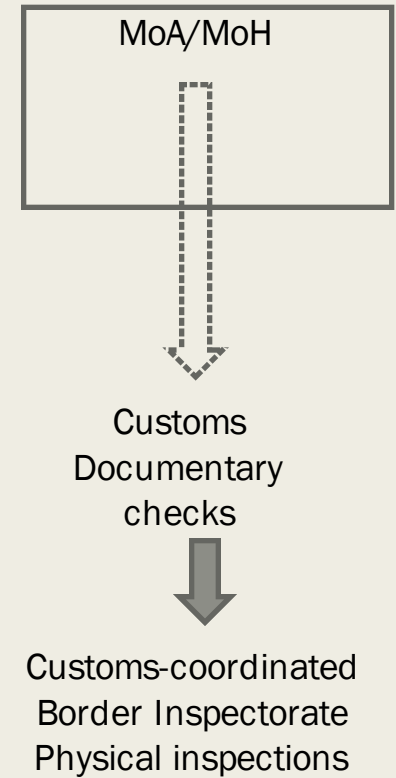 MoA/MoH
Customs
Documentary
checks
Customs-coordinated
Border Inspectorate
Physical inspections